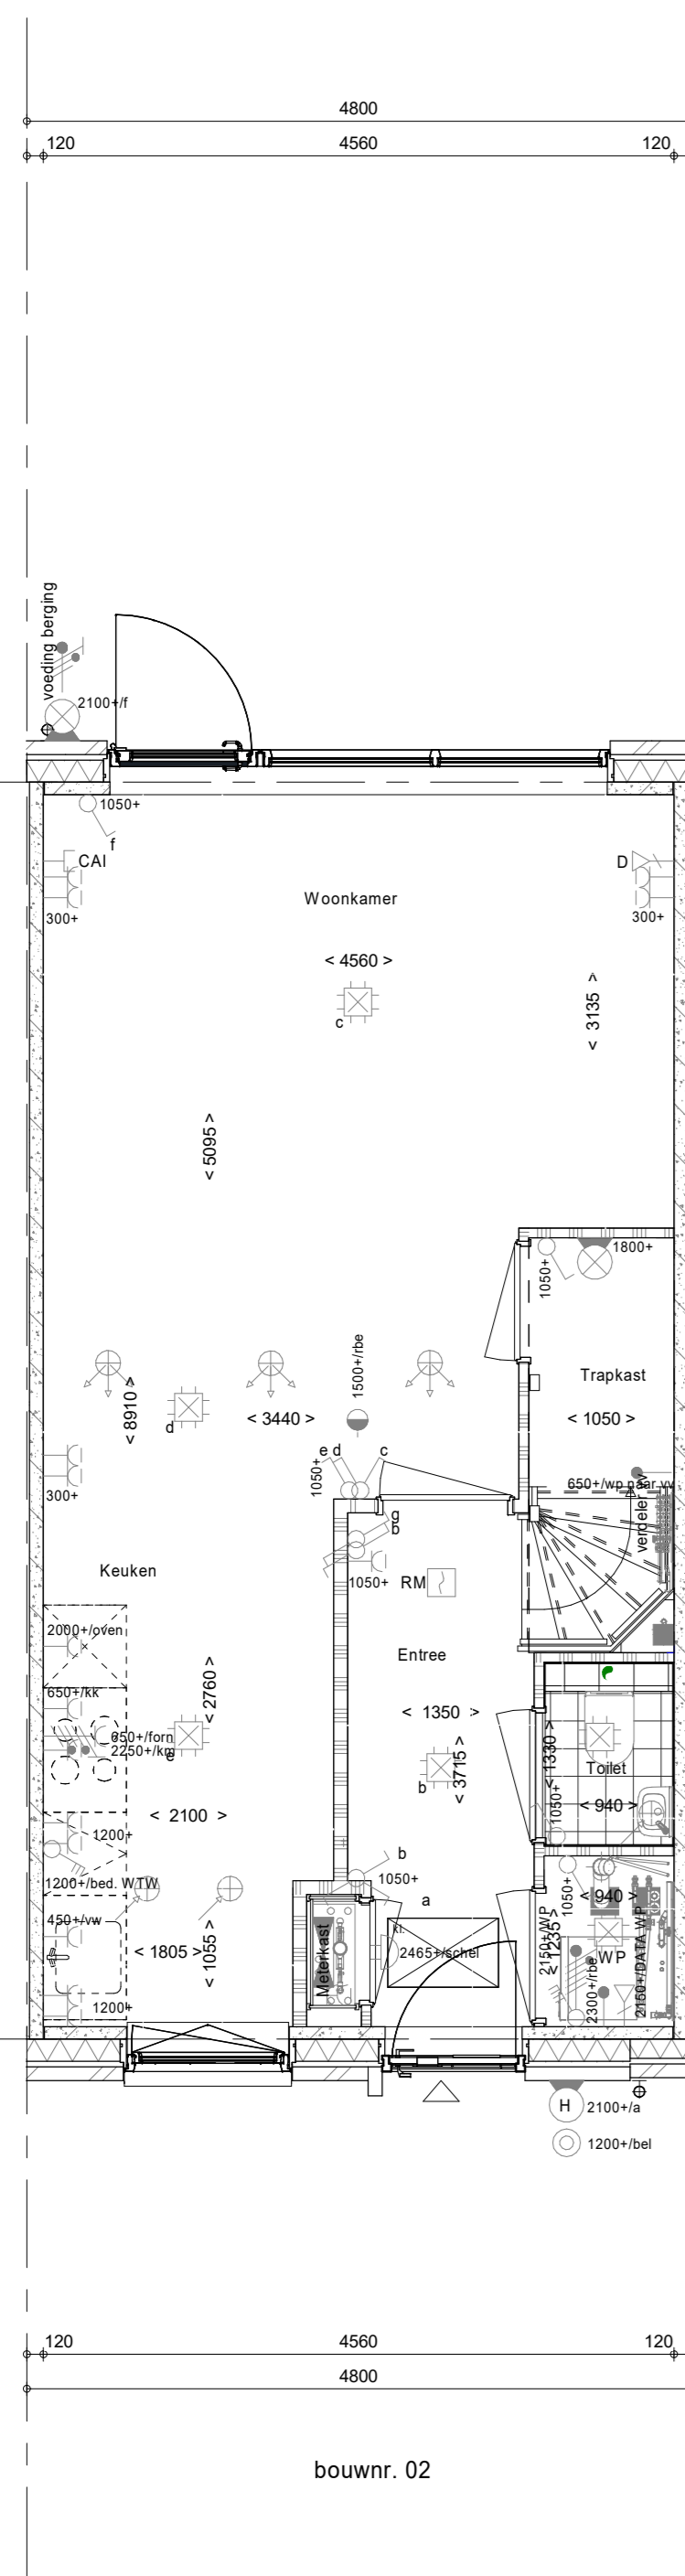 4800
120 4560 120
voeding berging
2100+/f
1050+
f
CAI
D
300+
300+
Woonkamer
< 4560 >
< 3135 >
c
< 5095 >
1050+
1800+
Trapkast
< 1050 >
1500+/rbe
< 8910 >
d
< 3440 >
e d
c
1050+
300+
650+/wp naar vv
verdeler vv
g
b
1050+
RM
Keuken
2000+/oven
Entree
650+/kk
< 2760 >
< 1350 >
650+/forn
2250+/km
e
b
< 3715 >
< 1330 >
Toilet
1050+
< 940 >
< 2100 >
1200+
1200+/bed. WTW
b
1050+
a
450+/vw
< 1805 >
< 1055 >
Meterkast
kl.
2465+/schel
1050+
< 940 >
2150+/WP
< 1235 >
WP
2300+/rbe
2150+/DATA WP
1200+
H
2100+/a
1200+/bel
120 4560 120
4800
bouwnr. 02